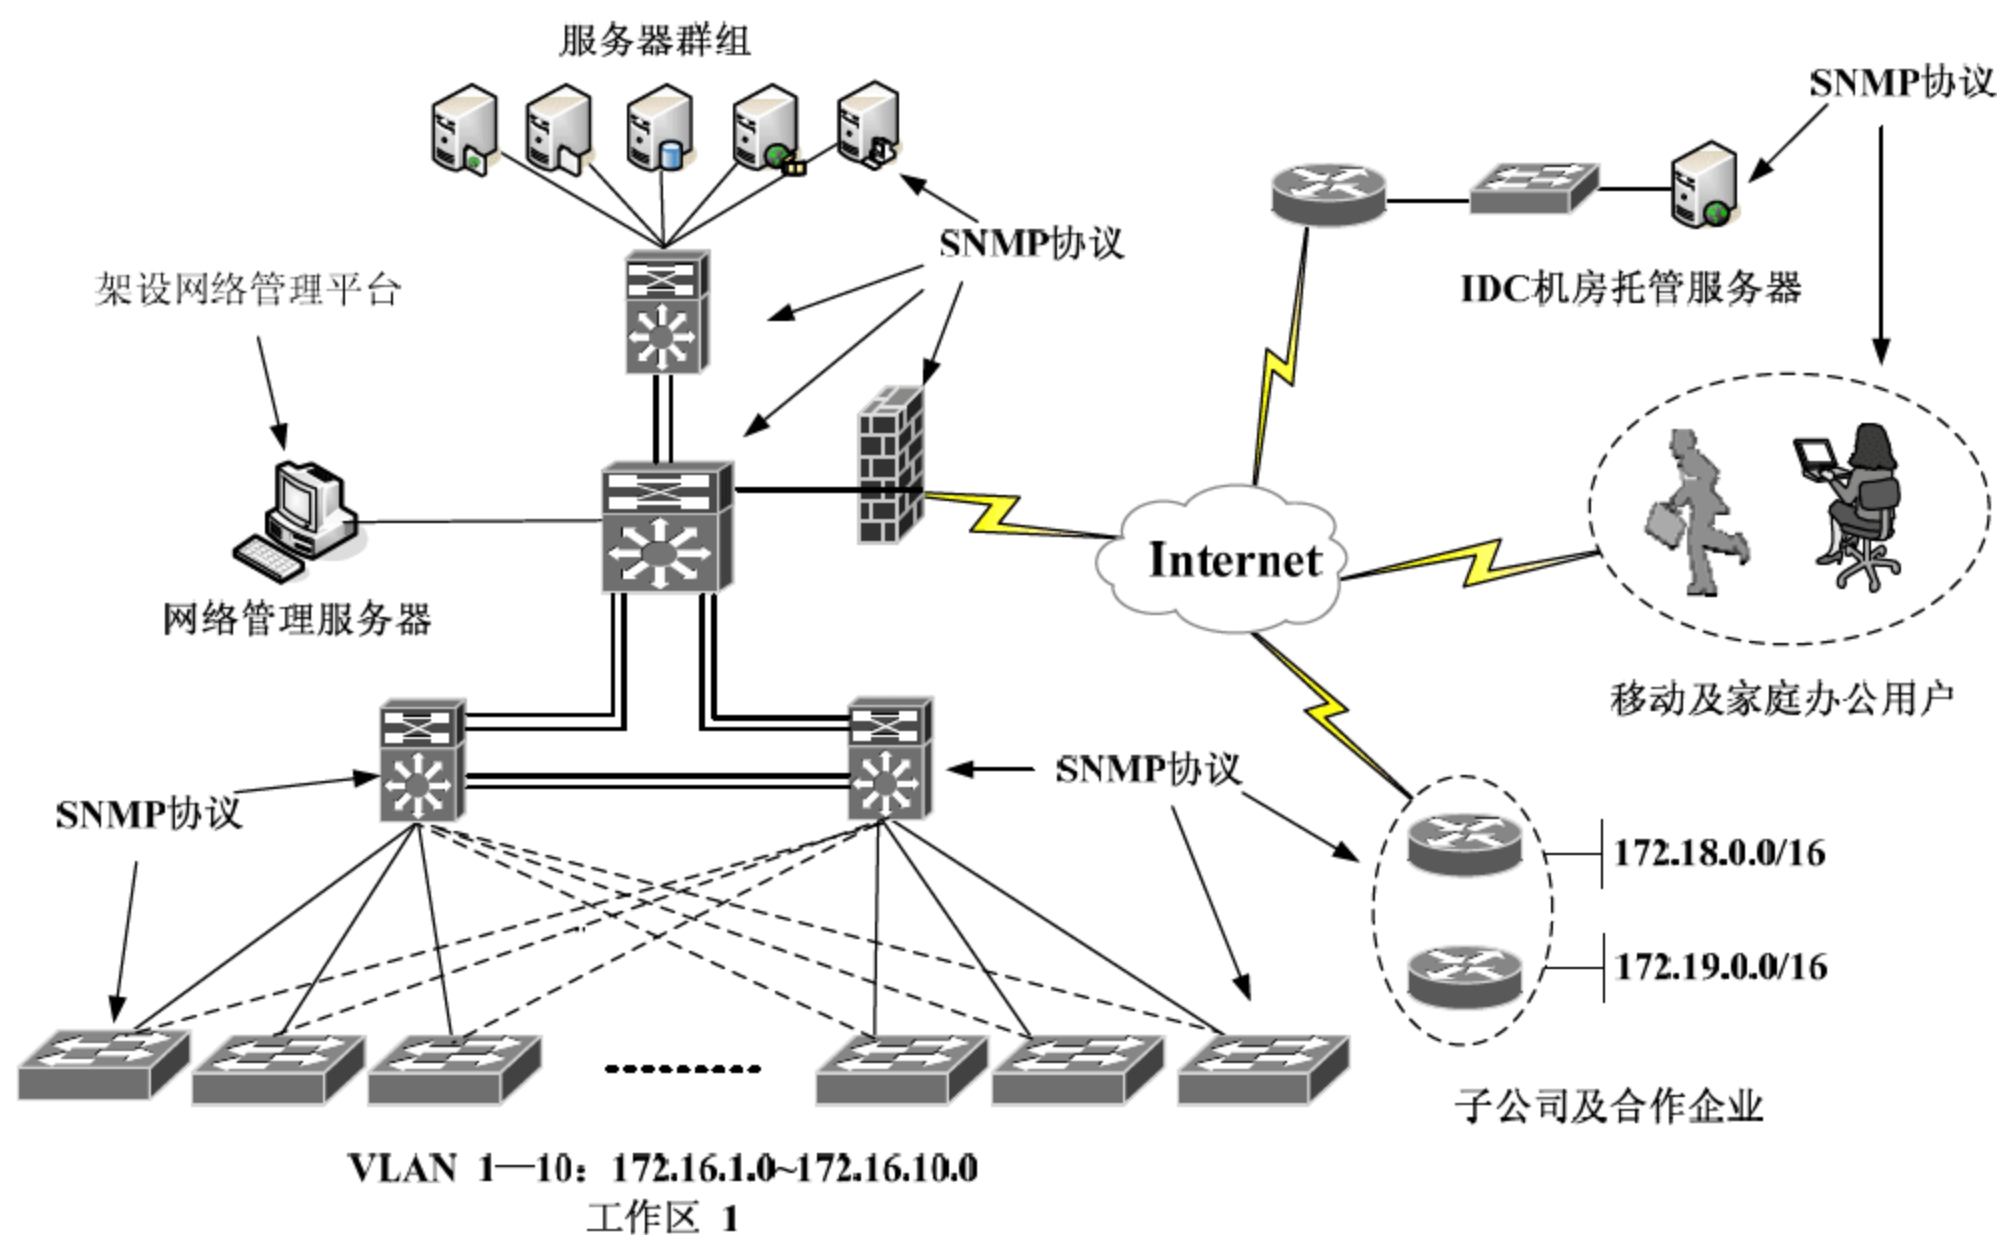 服务器群组
SNMP协议
SNMP协议
架设网络管理平台
IDC机房托管服务器
Internet
网络管理服务器
移动及家庭办公用户
SNMP协议
SNMP协议
172.18.0.0/16
172.19.0.0/16
子公司及合作企业
VLAN 1—10：172.16.1.0~172.16.10.0
工作区 1